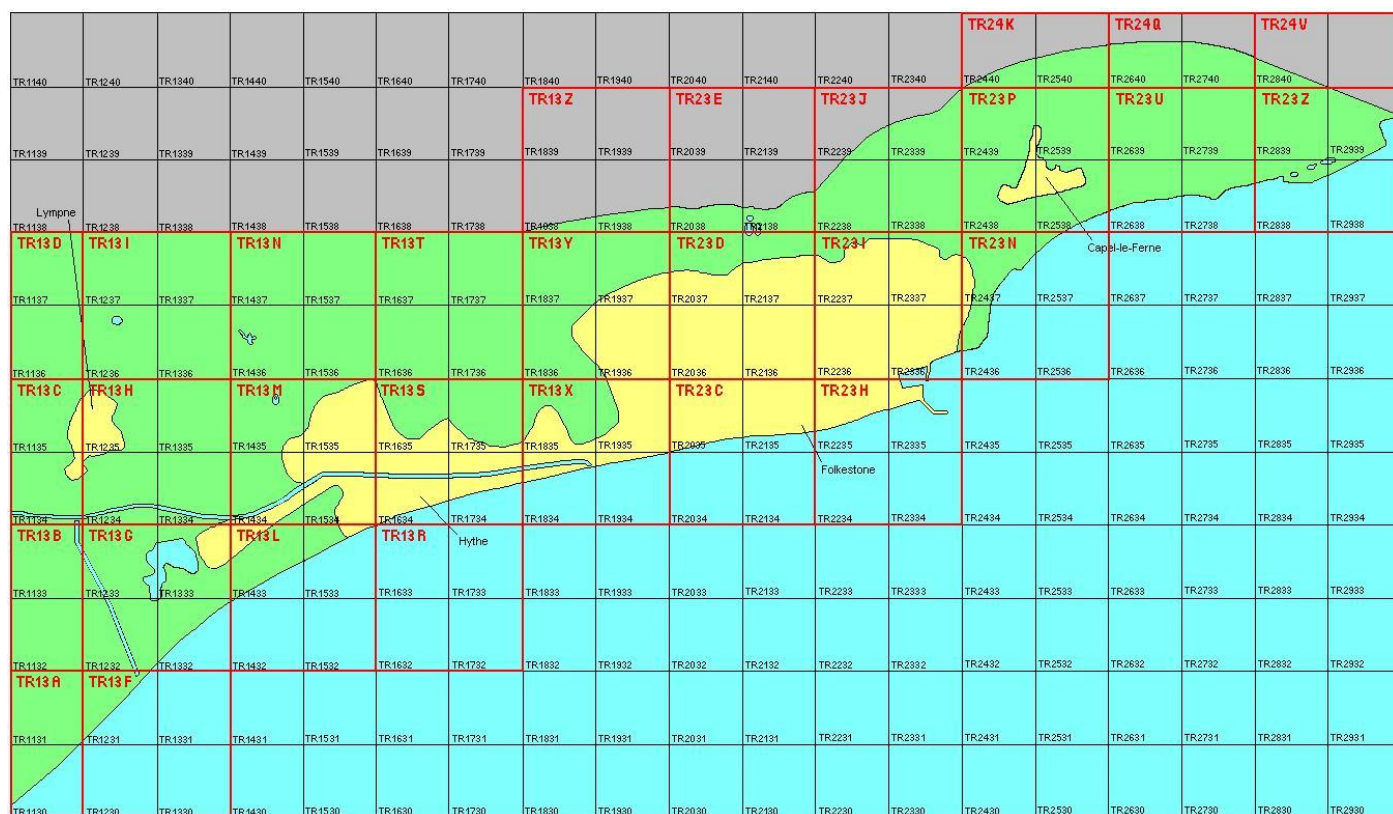 TR24K TR24Q TR24V
TR1140 TR1240 TR1340 TR1440 TR1540 TR1640 TR1740 TR1840 TR1940 TR2040 TR2140 TR2240 TR2340 TR2440 TR2540 TR2640 TR2740 TR2840
TR13Z TR23E TR23J TR23P TR23U TR23Z
TR1139 TR1239 TR1339 TR1439 TR1539 TR1639 TR1739 TR1839 TR1939 TR2039 TR2139 TR2239 TR2339 TR2439 TR2539 TR2639 TR2739 TR2839 TR2939
Lympne
TR1138 TR1238 TR1338 TR1438 TR1538 TR1638 TR1738 TR1938 TR2038 TR2138 TR2238 TR2338 TR2438 TR2538 TR2638 TR2738 TR2838 TR2938
TR13D TR13I TR13N TR13T TR13Y TR23D TR23I TR23N
Capel-le-Ferne
TR1137 TR1237 TR1337 TR1437 TR1537 TR1637 TR1737 TR1837 TR1937 TR2037 TR2137 TR2237 TR2337 TR2437 TR2537 TR2637 TR2737 TR2837 TR2937
TR1136 TR1236 TR1336 TR1436 TR1536 TR1636 TR1736 TR1836 TR1936 TR2036 TR2136 TR2236 TR2336 TR2436 TR2536 TR2636 TR2736 TR2836 TR2936
TR13C TR13H TR13M TR13S TR13X TR23C TR23H
TR1135 TR1235 TR1335 TR1435 TR1535 TR1635 TR1735 TR1835 TR1935 TR2035 TR2135 TR2235 TR2335 TR2435 TR2535 TR2635 TR2735 TR2835 TR2935
Folkestone
TR1134 TR1234 TR1334 TR1434 TR1534 TR1634 TR1734 TR1834 TR1934 TR2034 TR2134 TR2234 TR2334 TR2434 TR2534 TR2634 TR2734 TR2834 TR2934
TR13B TR13G TR13L TR13R
Hythe
TR1133 TR1233 TR1333 TR1433 TR1533 TR1633 TR1733 TR1833 TR1933 TR2033 TR2133 TR2233 TR2333 TR2433 TR2533 TR2633 TR2733 TR2833 TR2933
TR1132 TR1232 TR1332 TR1432 TR1532 TR1632 TR1732 TR1832 TR1932 TR2032 TR2132 TR2232 TR2332 TR2432 TR2532 TR2632 TR2732 TR2832 TR2932
TR13A TR13F
TR1131 TR1231 TR1331 TR1431 TR1531 TR1631 TR1731 TR1831 TR1931 TR2031 TR2131 TR2231 TR2331 TR2431 TR2531 TR2631 TR2731 TR2831 TR2931
TR1130 TR1230 TR1330 TR1430 TR1530 TR1630 TR1730 TR1830 TR1930 TR2030 TR2130 TR2230 TR2330 TR2430 TR2530 TR2630 TR2730 TR2830 TR2930